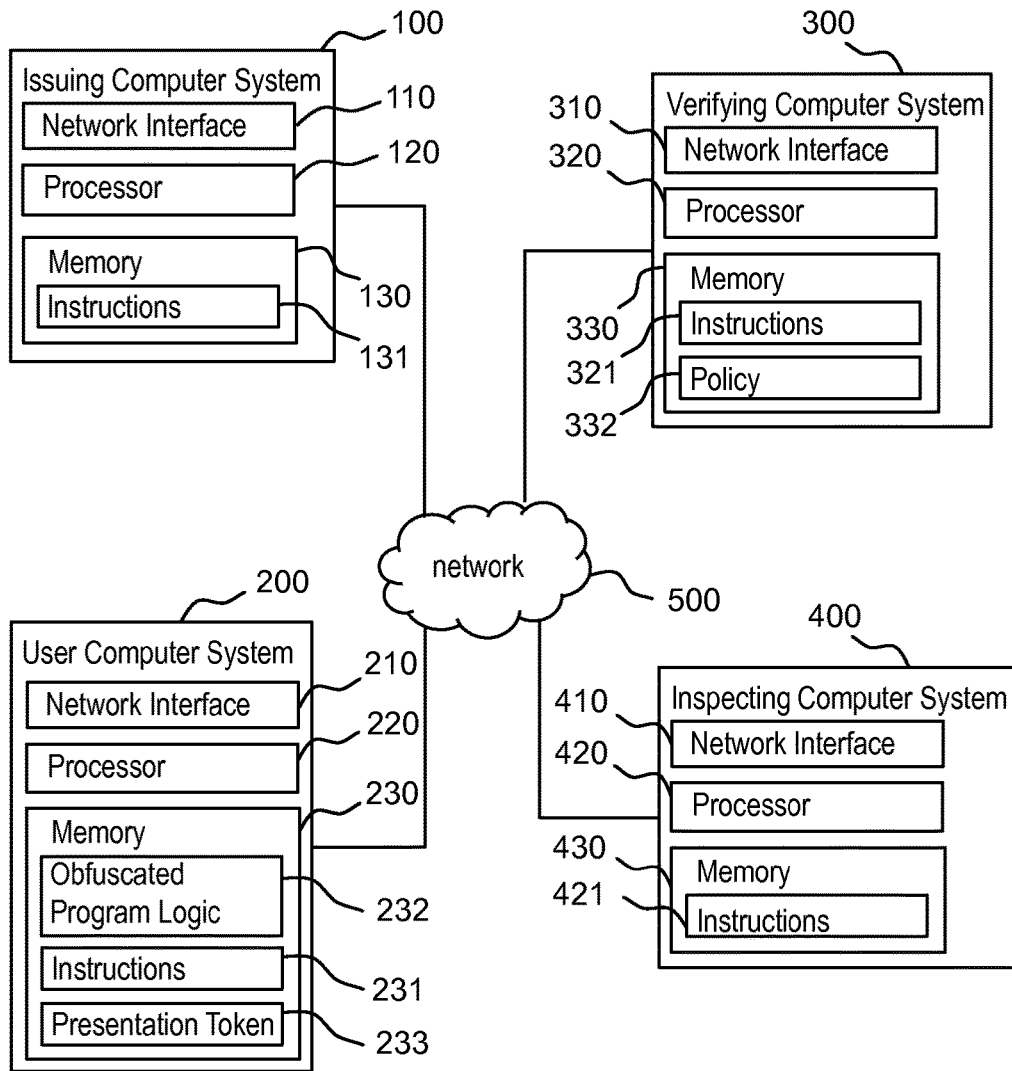 100
Issuing Computer System
Network Interface
110
Processor
120
Memory
130
Instructions
131
300
Verifying Computer System
310
Network Interface
320
Processor
Memory
330
Instructions
321
Policy
332
network
500
200
User Computer System
210
Network Interface
220
Processor
230
Memory
Obfuscated
Program Logic
232
Instructions
231
Presentation Token
233
400
Inspecting Computer System
410
Network Interface
420
Processor
430
Memory
421
Instructions